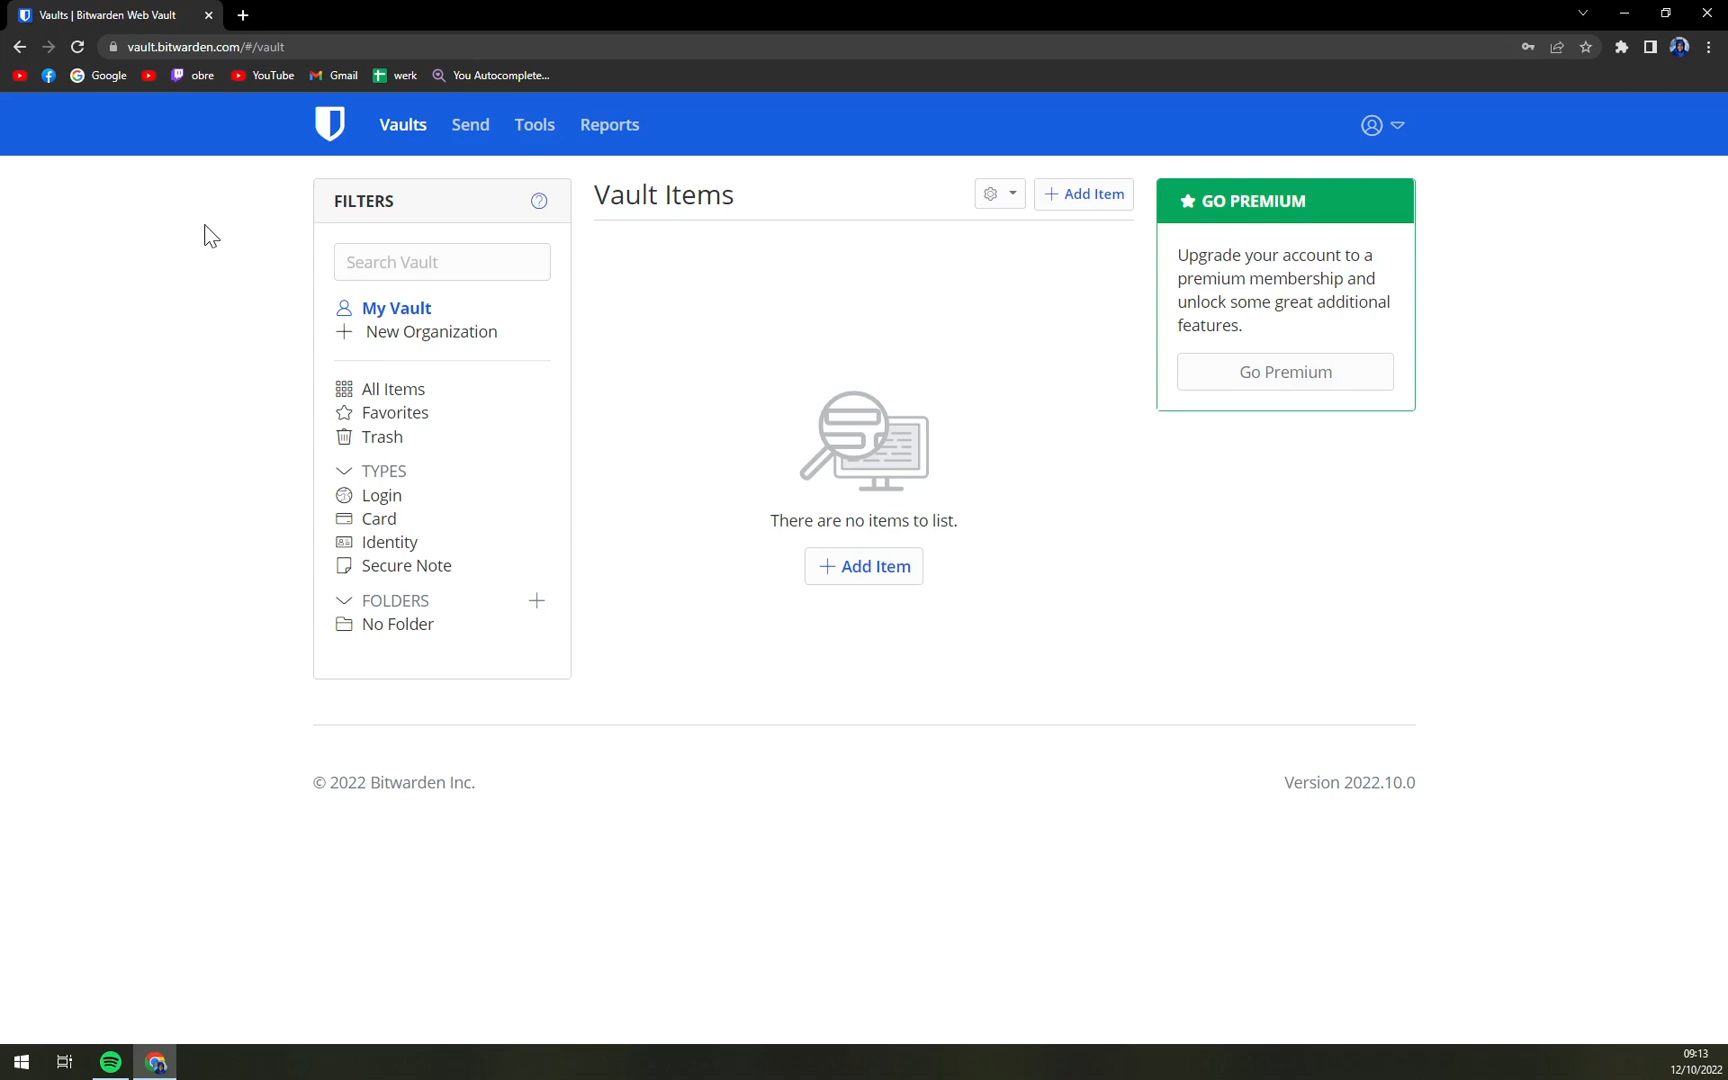 Vaults | Bitwarden Web Vault
vault.bitwarden.com/#/vault
Google
obre
YouTube
Gmail
werk
You Autocomplete...
Vaults
Send
Tools
Reports
FILTERS
Search Vault
My Vault
New Organization
All Items
Favorites
Trash
TYPES
Login
Card
Identity
Secure Note
FOLDERS
No Folder
Vault Items
Add Item
There are no items to list.
Add Item
GO PREMIUM
Upgrade your account to a
premium membership and
unlock some great additional
features.
Go Premium
© 2022 Bitwarden Inc.
Version 2022.10.0
09:13
12/10/2022